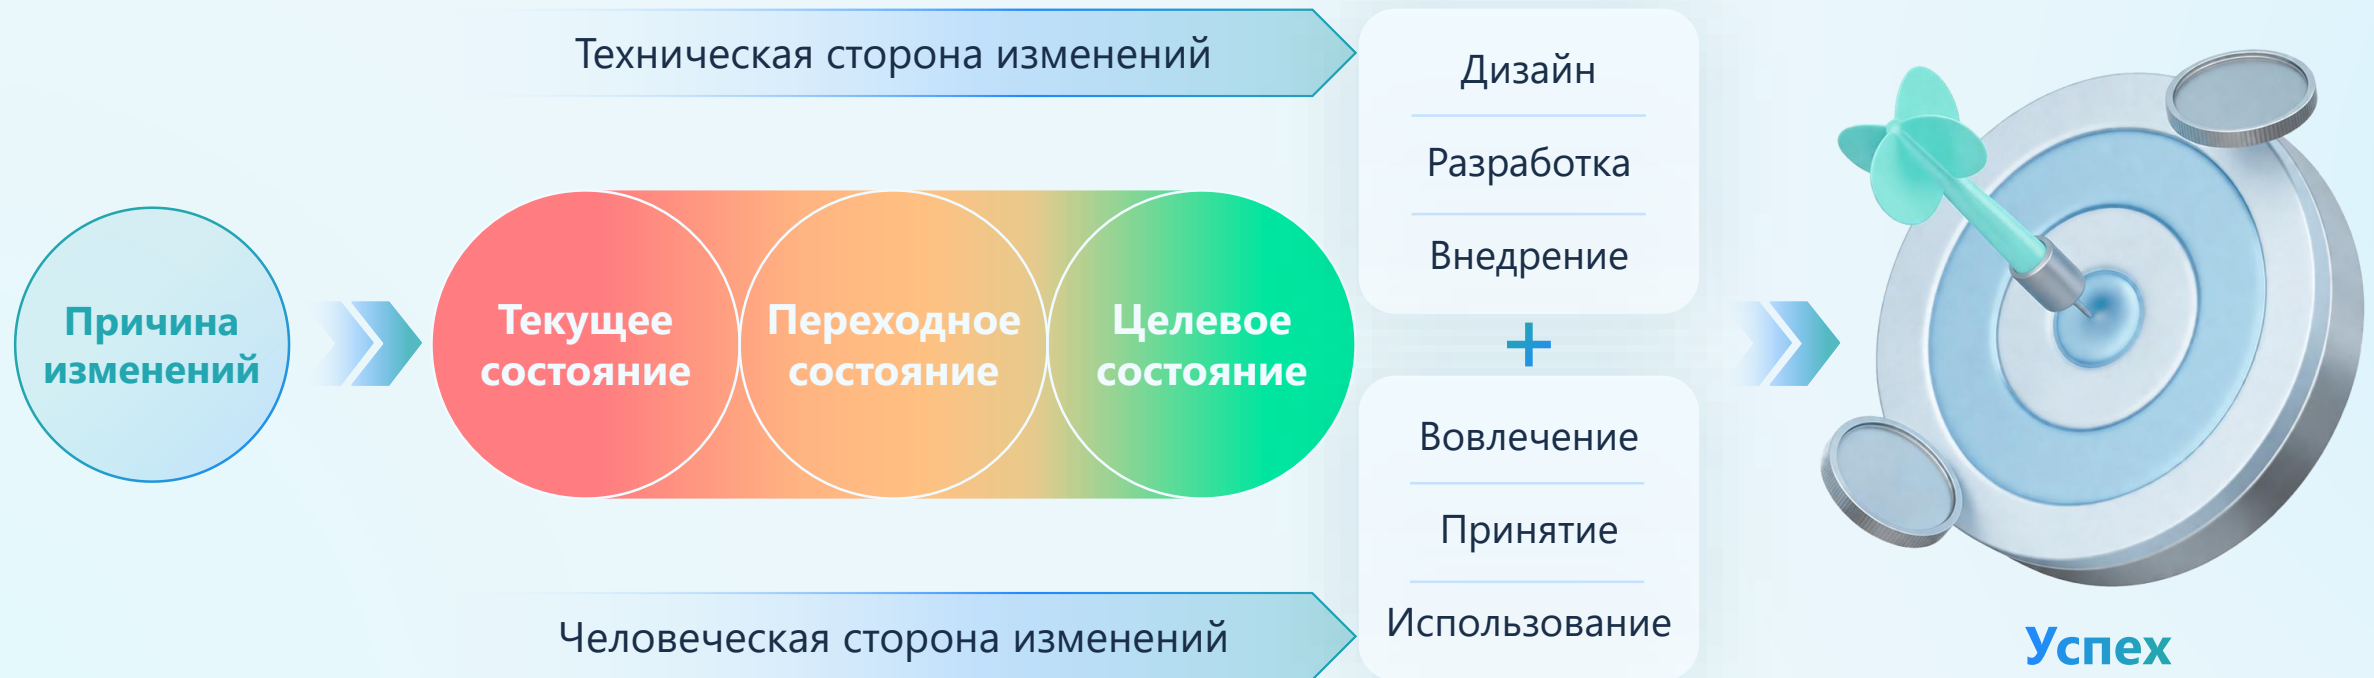 Техническая сторона изменений
Причина
изменений
Текущее
состояние
Переходное
состояние
Целевое
состояние
Человеческая сторона изменений
Дизайн
Разработка
Внедрение
+
Вовлечение
Принятие
Использование
Успех